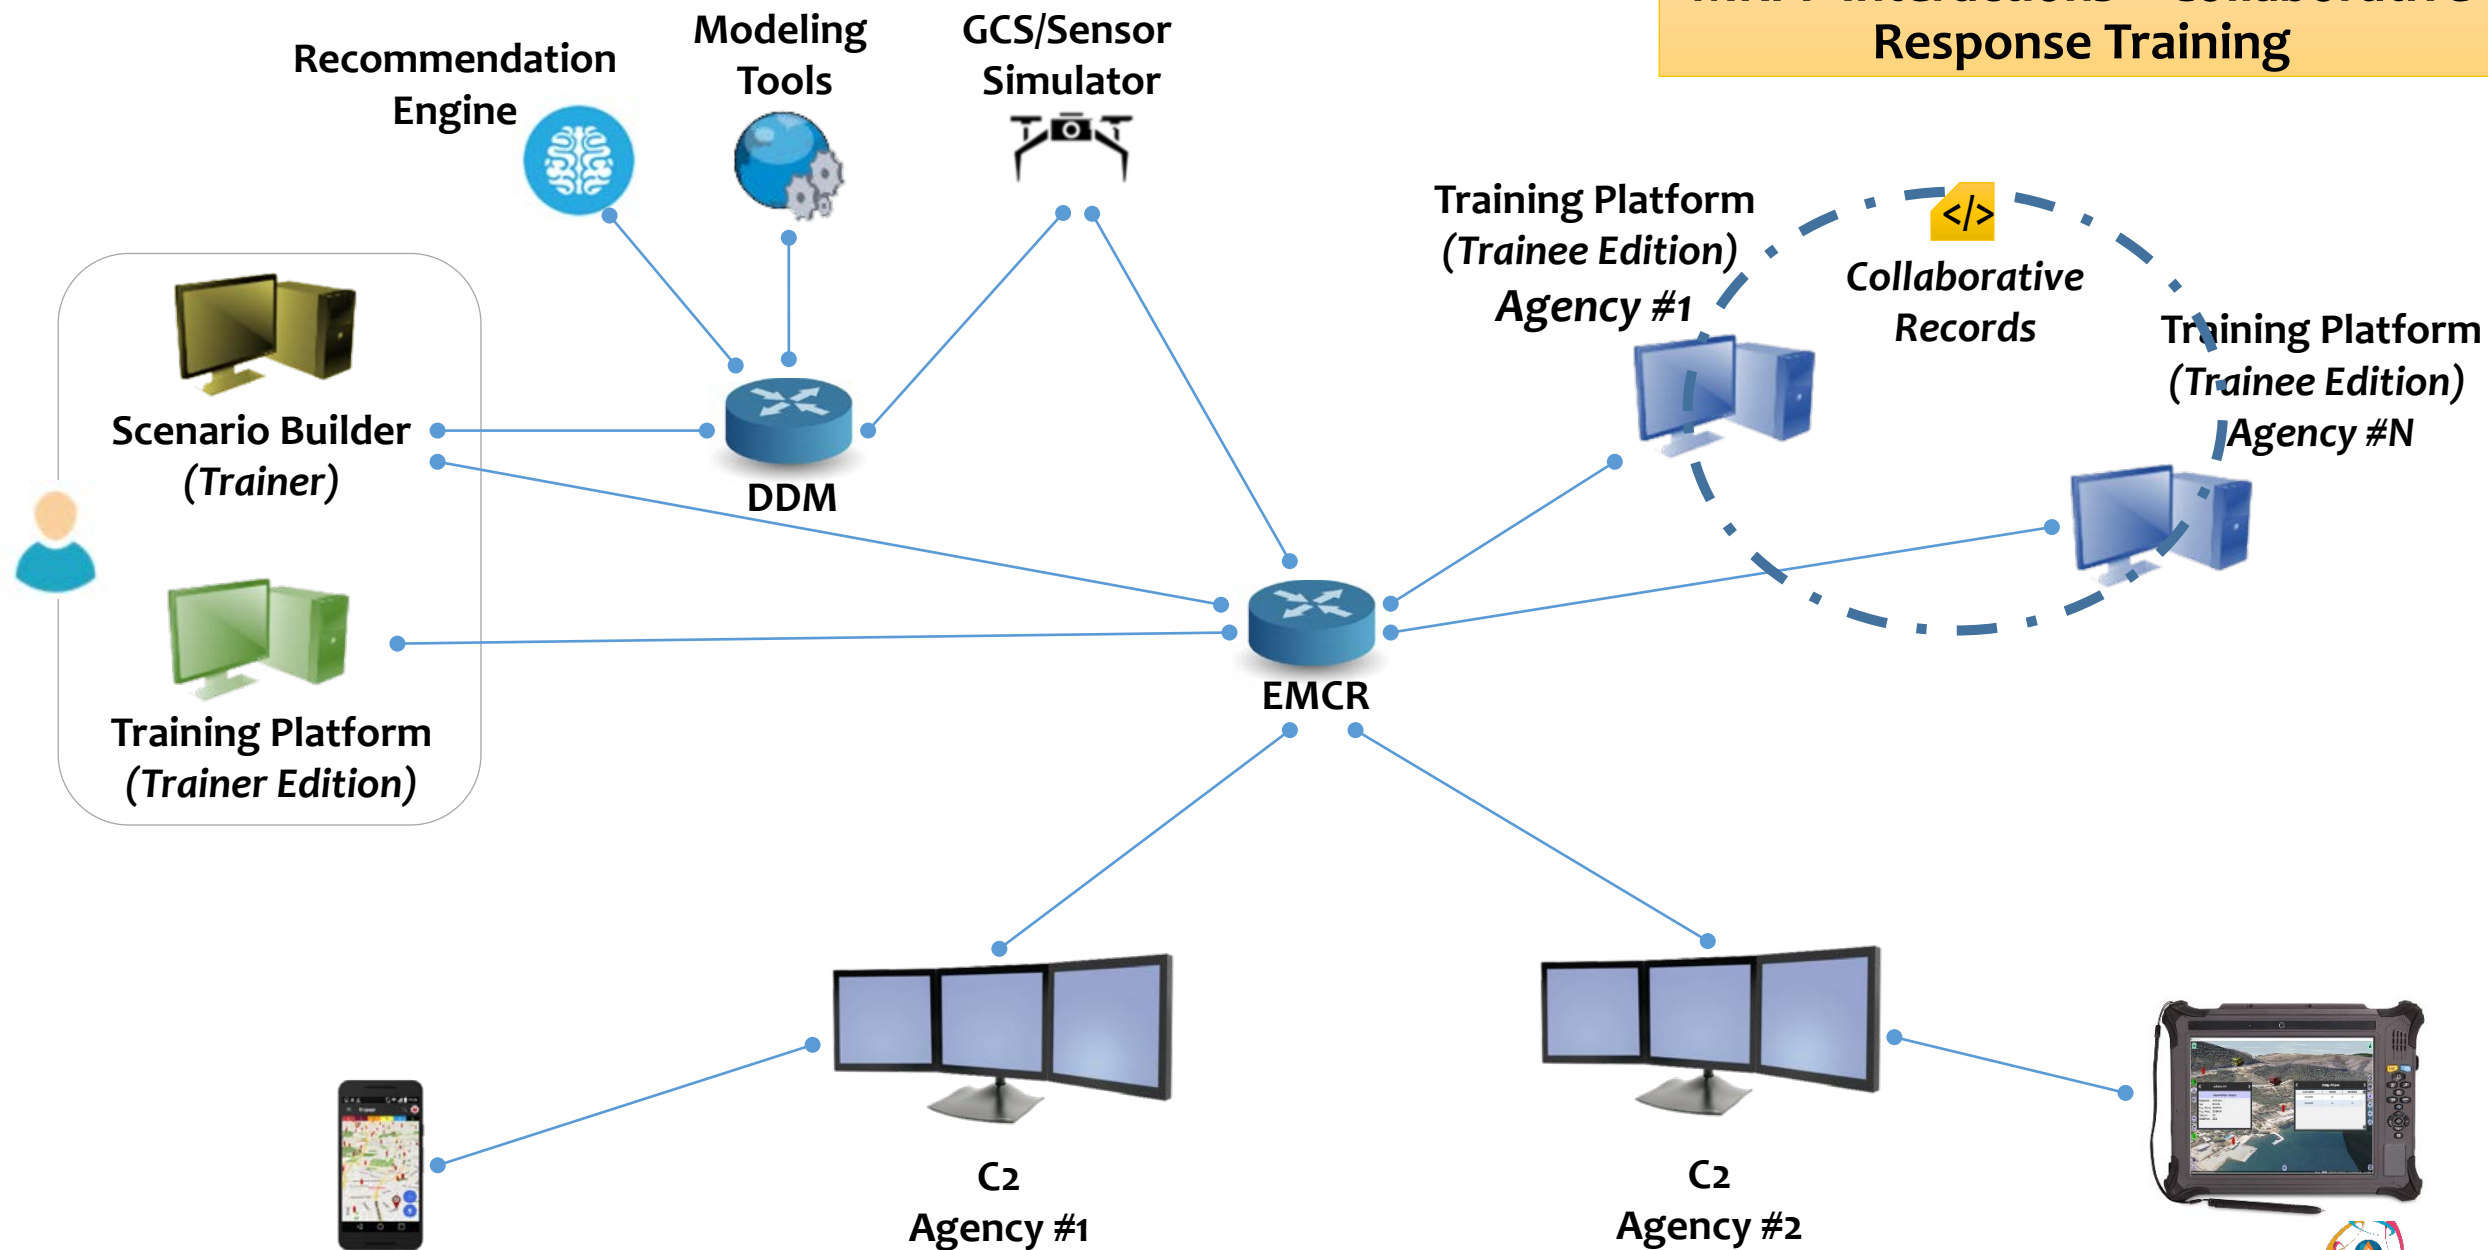 Response Training
Recommendation
Engine
Modeling
Tools
GCS/Sensor
Simulator
Training Platform
(Trainee Edition)
Agency #1
</>
Collaborative
Records
Training Platform
(Trainee Edition)
Agency #N
Scenario Builder
(Trainer)
DDM
Training Platform
(Trainer Edition)
EMCR
C2
Agency #1
C2
Agency #2